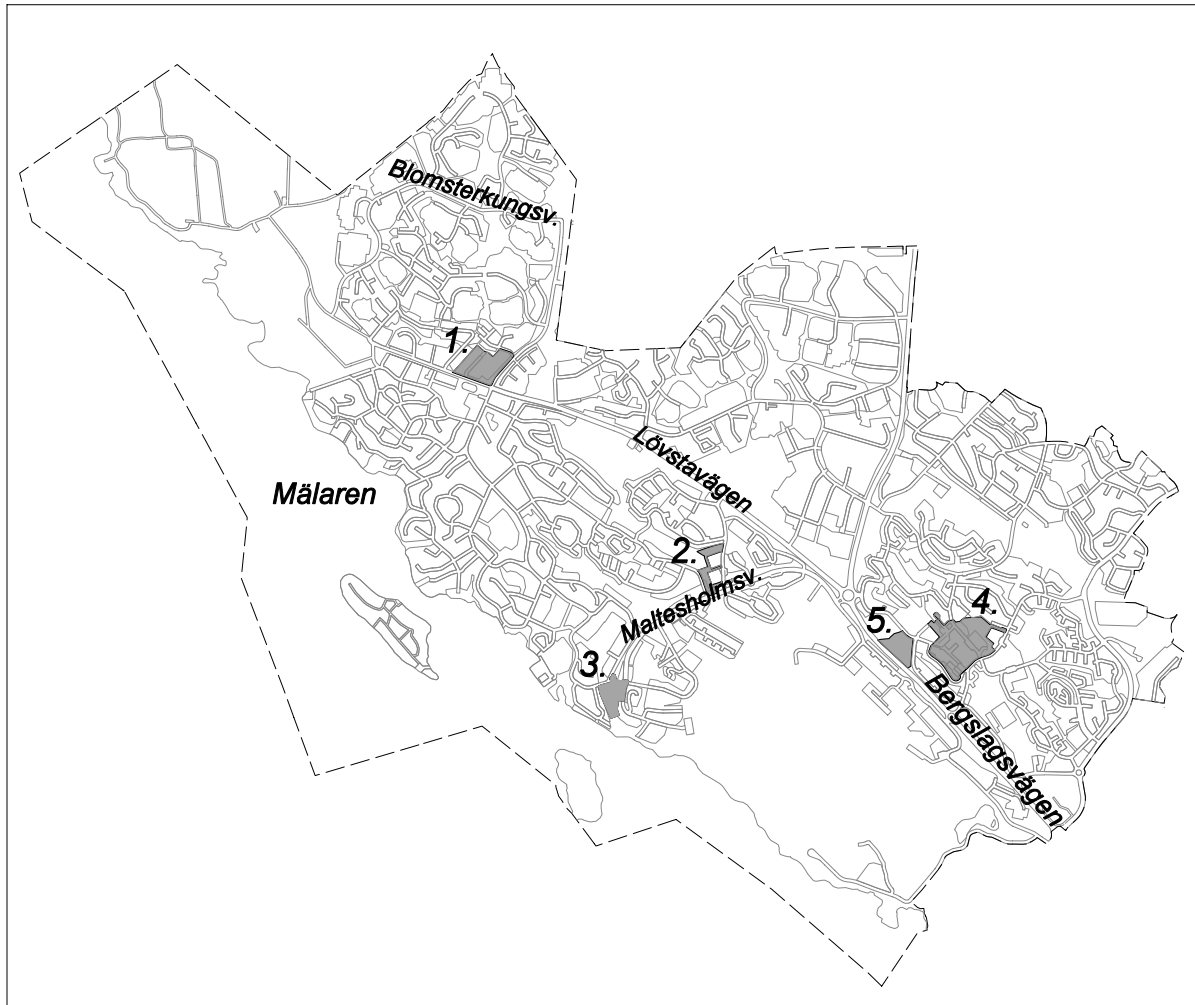 Blomsterkungsv.
1.
Lövstavägen
Mälaren
2.
Maltesholmsv.
4.
5.
3.
Bergslagsvägen